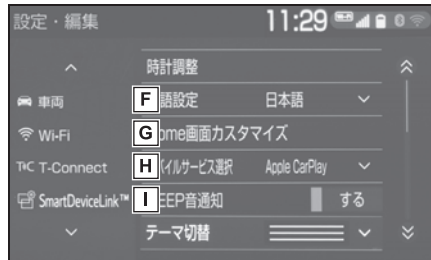 設定・編集 11:29
時計調整
車両
F 語設定 日本語
Wi-Fi
G ome画面カスタマイズ
T-Connect
H バイルサービス選択 Apple CarPlay
SmartDeviceLink™
I EEP音通知 する
テーマ切替